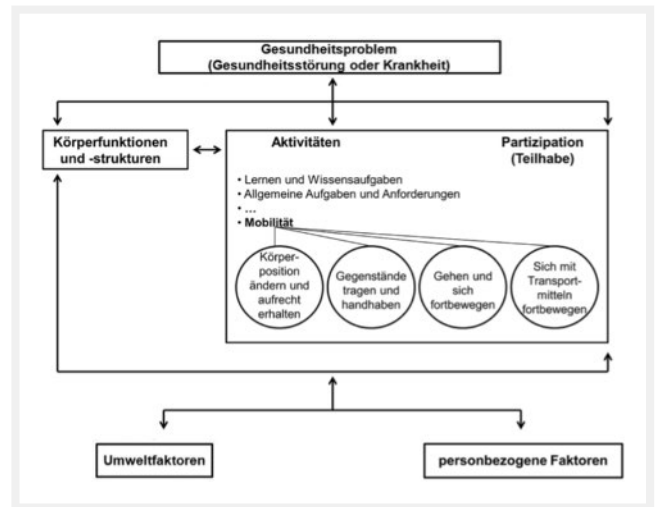 Gesundheitsproblem
(Gesundheitsstörung oder Krankheit)
Körperfunktionen
und -strukturen
Aktivitäten
Partizipation
(Teilhabe)
• Lernen und Wissensaufgaben
• Allgemeine Aufgaben und Anforderungen
• ...
• Mobilität
Körper-
position
ändern und
aufrecht
erhalten
Gegenstände
tragen und
handhaben
Gehen und
sich
fortbewegen
Sich mit
Transport-
mitteln
fortbewegen
Umweltfaktoren
personbezogene Faktoren